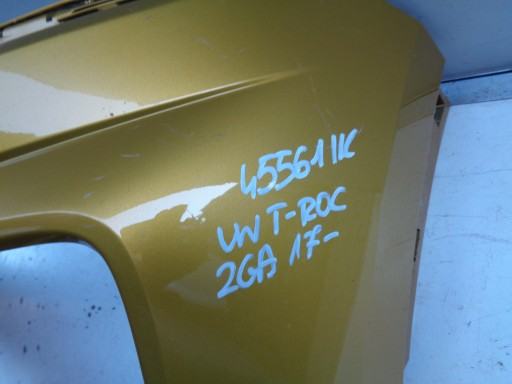 45561 IK
VW T-ROC
2GA 17-